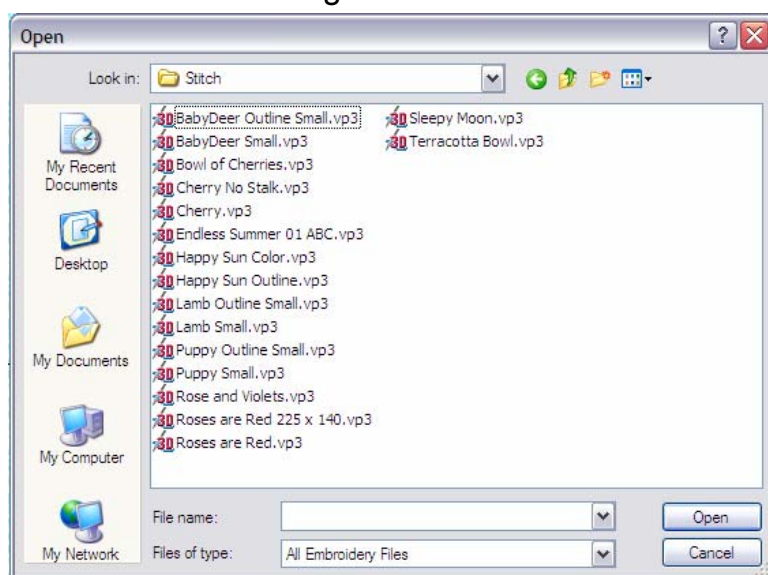 Open
Look in: Stitch
My Recent
Documents
Desktop
My Documents
My Computer
My Network
BabyDeer Outline Small.vp3
BabyDeer Small.vp3
Bowl of Cherries.vp3
Cherry No Stalk.vp3
Cherry.vp3
Endless Summer 01 ABC.vp3
Happy Sun Color.vp3
Happy Sun Outline.vp3
Lamb Outline Small.vp3
Lamb Small.vp3
Puppy Outline Small.vp3
Puppy Small.vp3
Rose and Violets.vp3
Roses are Red 225 x 140.vp3
Roses are Red.vp3
Sleepy Moon.vp3
Terracotta Bowl.vp3
File name:
Open
Files of type: All Embroidery Files
Cancel